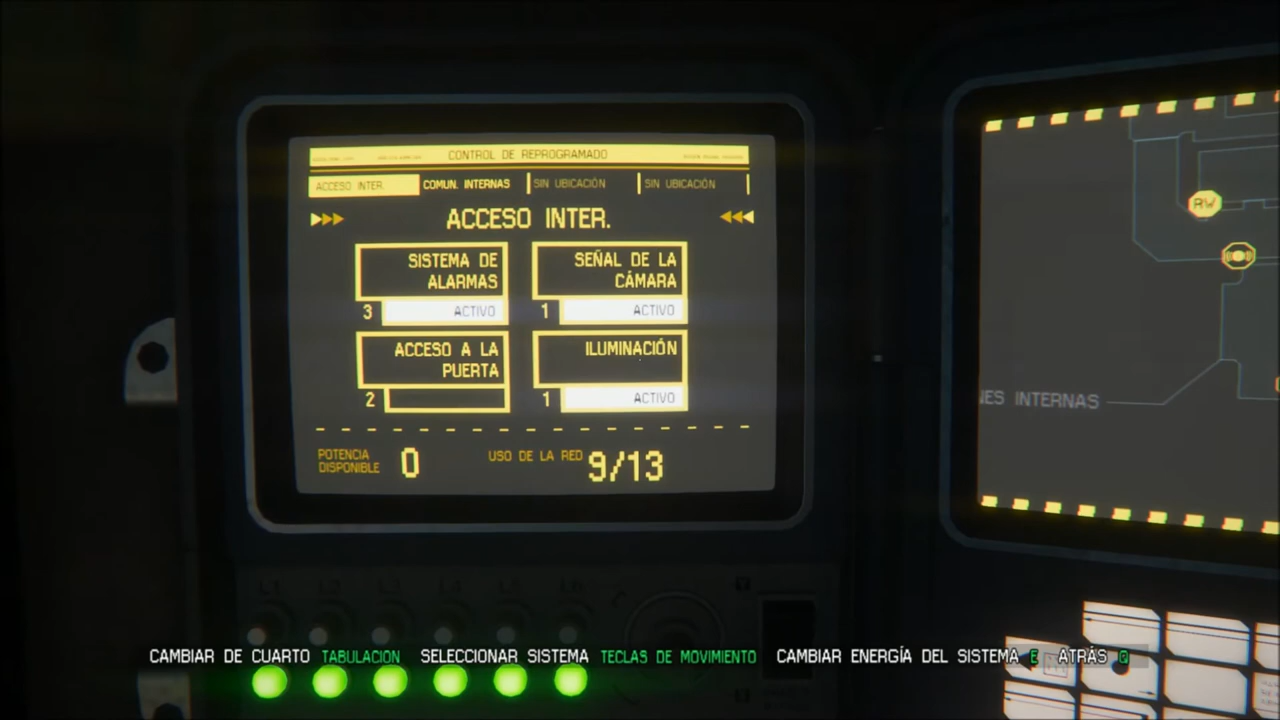 CONTROL DE REPROGRAMADO
ACCESO INTER. COMUN. INTERNAS SIN UBICACIÓN SIN UBICACIÓN
ACCESO INTER.
SISTEMA DE
ALARMAS
3 ACTIVO
SEÑAL DE LA
CÁMARA
1 ACTIVO
ACCESO A LA
PUERTA
2
ILUMINACIÓN
1 ACTIVO
POTENCIA
DISPONIBLE
0
USO DE LA RED 9/13
RW
NES INTERNAS
CAMBIAR DE CUARTO TABULACION SELECCIONAR SISTEMA TECLAS DE MOVIMIENTO CAMBIAR ENERGÍA DEL SISTEMA E ATRÁS Q